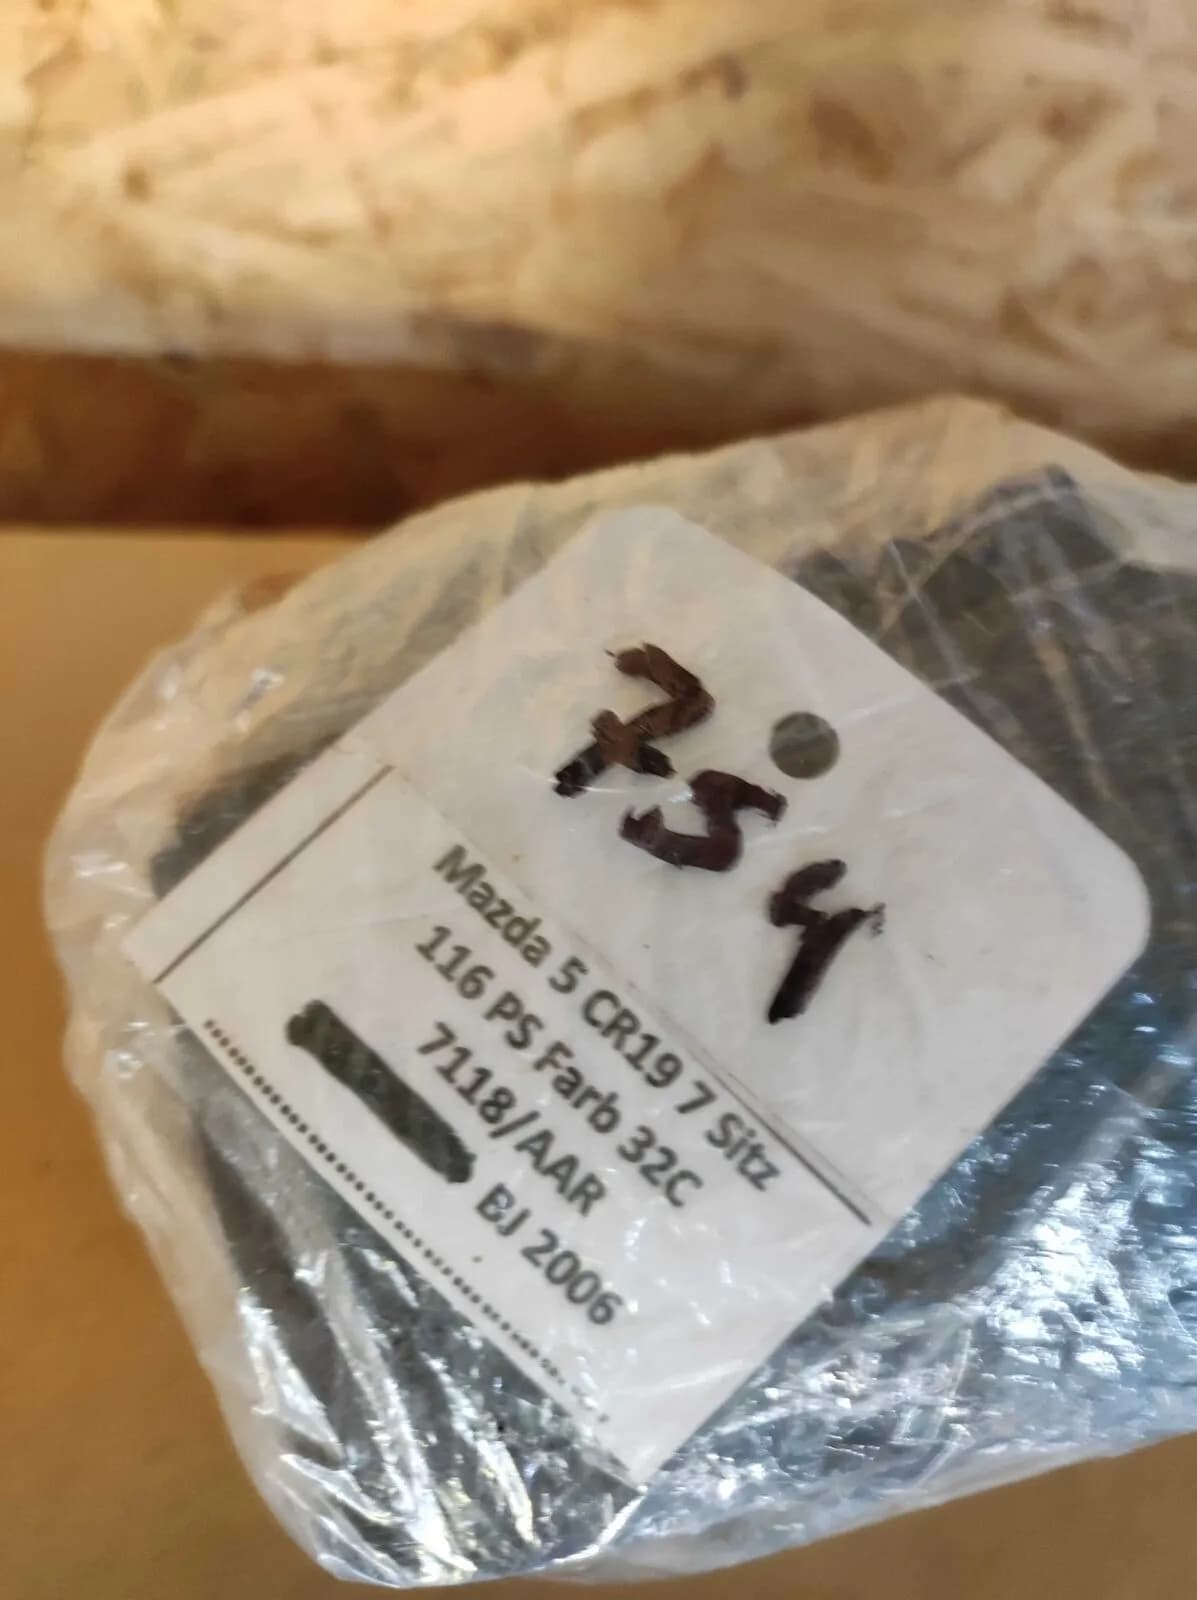 754
Mazda 5 CR19 7 Sitz
116 PS Farb 32C
7118/AAR
BJ 2006